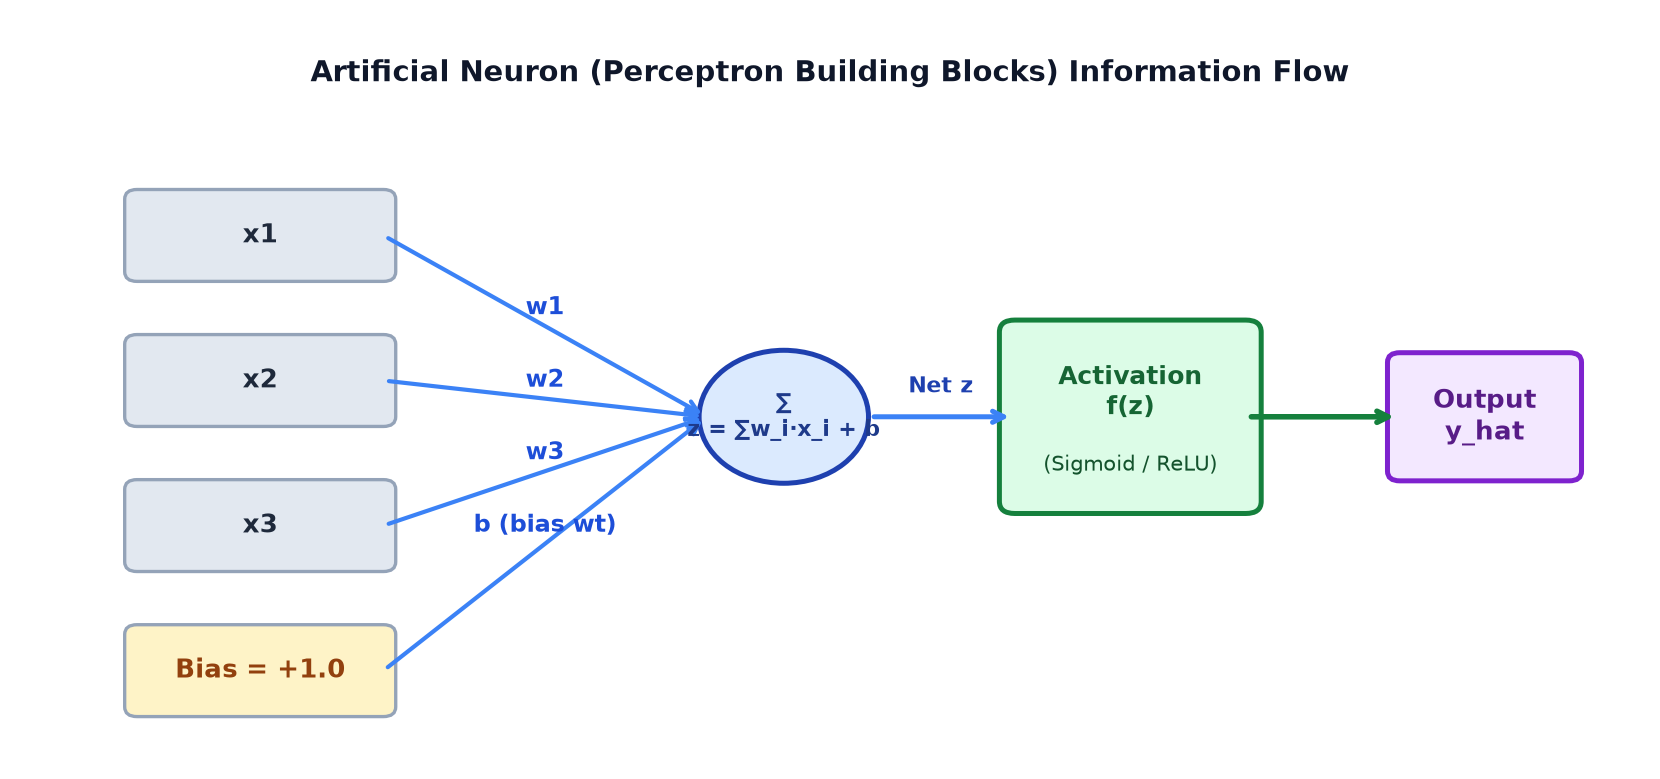 Artificial Neuron (Perceptron Building Blocks) Information Flow
x1
x2
x3
Bias = +1.0
w1
w2
w3
b (bias wt)
∑
z = ∑w_i·x_i + b
Net z
Activation
f(z)
(Sigmoid / ReLU)
Output
y_hat